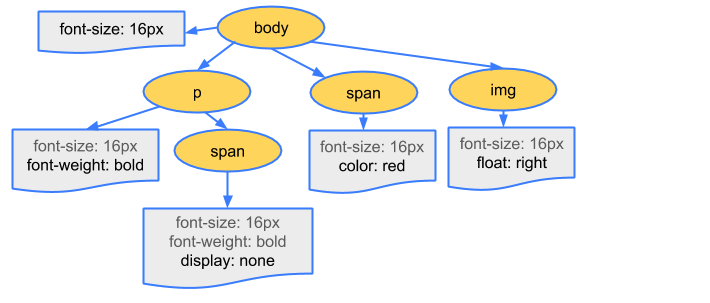 font-size: 16px
body
p
span
img
font-size: 16px
font-weight: bold
span
font-size: 16px
color: red
font-size: 16px
float: right
font-size: 16px
font-weight: bold
display: none